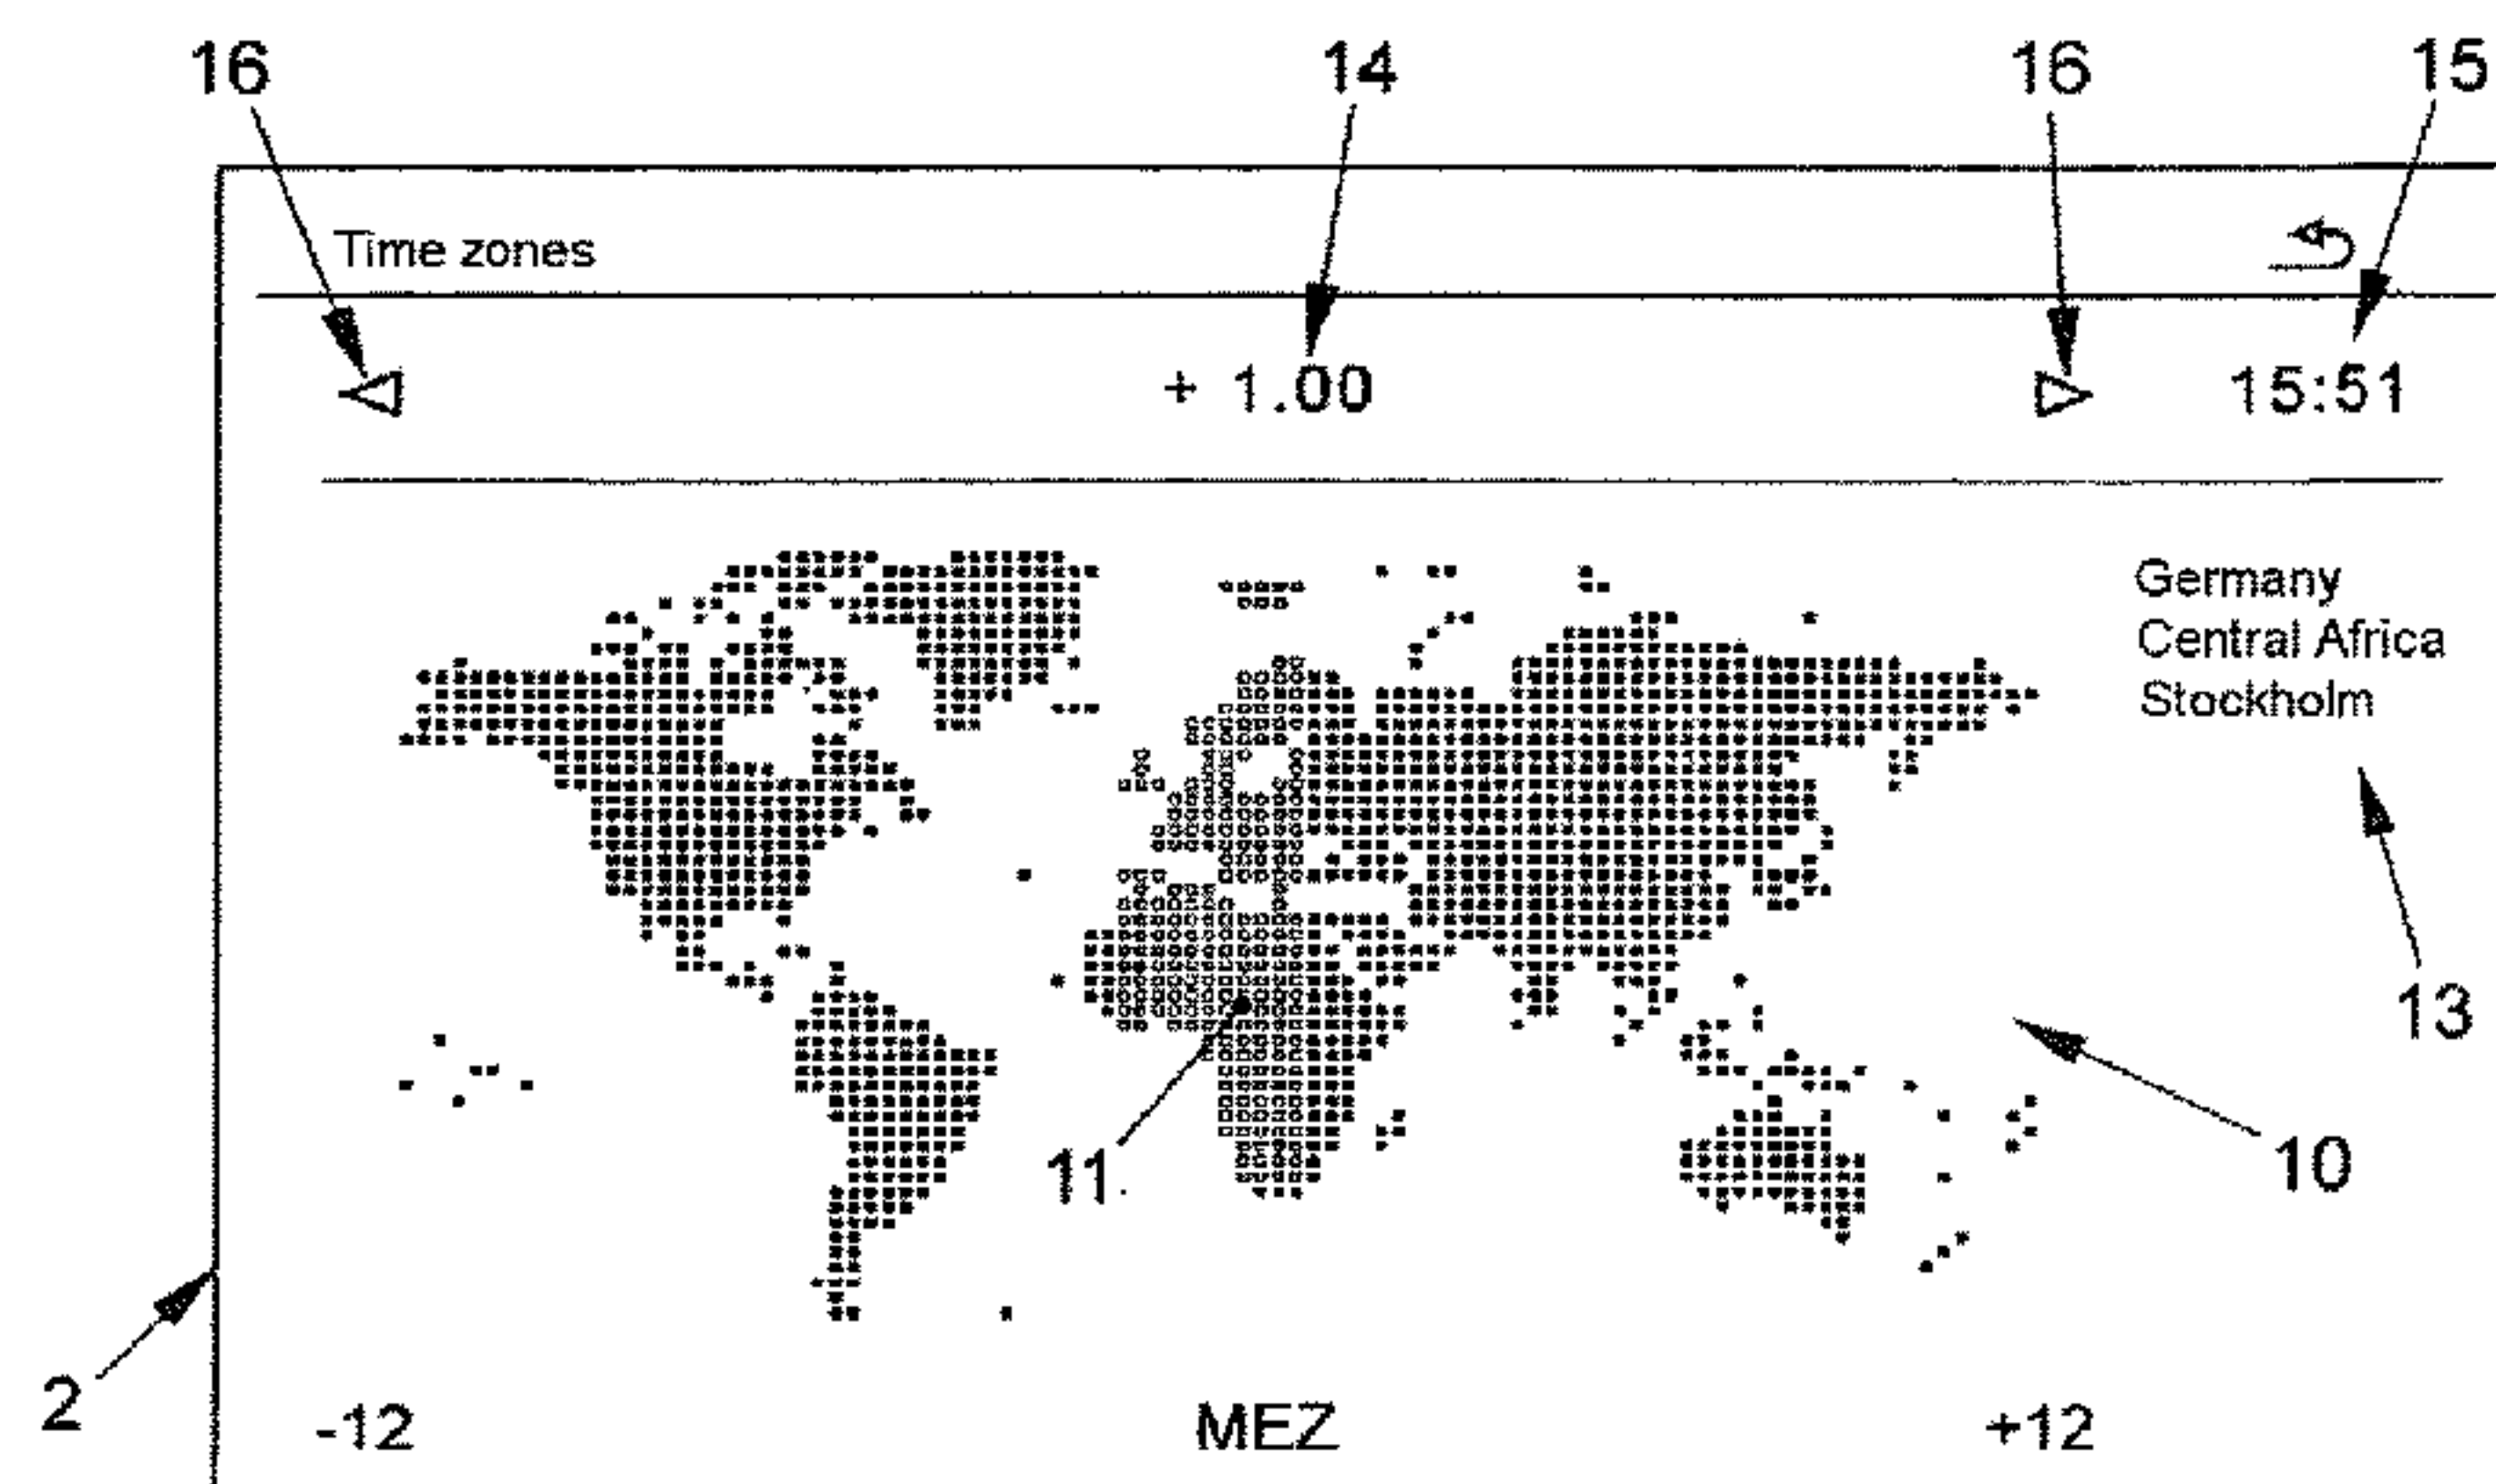 16 14 16 15
Time zones
+ 1.00 15:51
Germany
Central Africa
Stockholm
13
10
11.
2
-12 MEZ +12